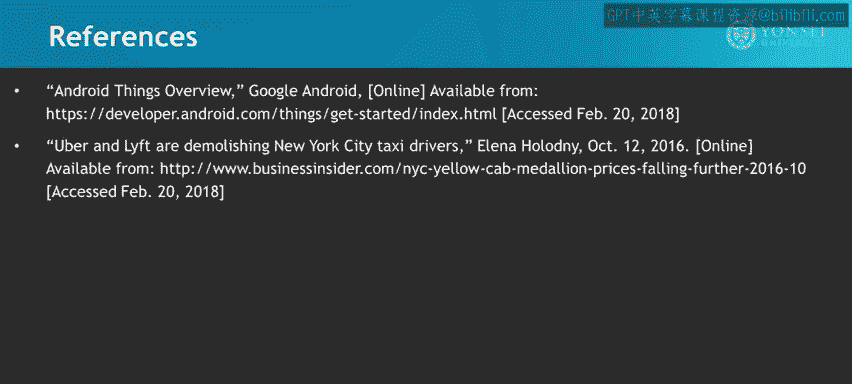 GPT中英字幕课程资源@bilibili.com
References
YONSEI
• “Android Things Overview,” Google Android, [Online] Available from:
https://developer.android.com/things/get-started/index.html [Accessed Feb. 20, 2018]
• “Uber and Lyft are demolishing New York City taxi drivers,” Elena Holodny, Oct. 12, 2016. [Online]
Available from: http://www.businessinsider.com/nyc-yellow-cab-medallion-prices-falling-further-2016-10
[Accessed Feb. 20, 2018]